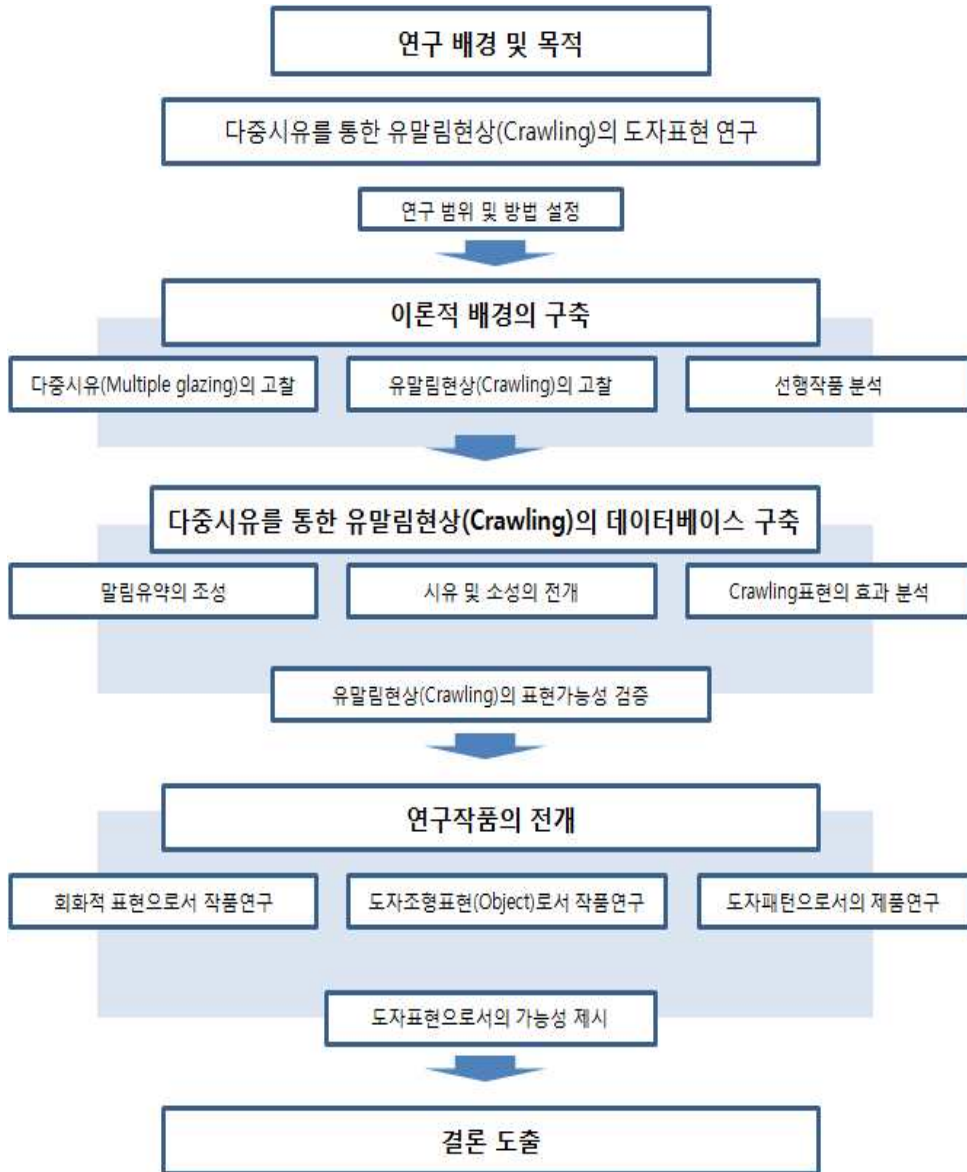 연구 배경 및 목적
다중시유를 통한 유말림현상(Crawling)의 도자표현 연구
연구 범위 및 방법 설정
이론적 배경의 구축
다중시유(Multiple glazing)의 고찰
유말림현상(Crawling)의 고찰
선행작품 분석
다중시유를 통한 유말림현상(Crawling)의 데이터베이스 구축
말림유약의 조성
시유 및 소성의 전개
Crawling표현의 효과 분석
유말림현상(Crawling)의 표현가능성 검증
연구작품의 전개
회화적 표현으로서 작품연구
도자조형표현(Object)로서 작품연구
도자패턴으로서의 제품연구
도자표현으로서의 가능성 제시
결론 도출